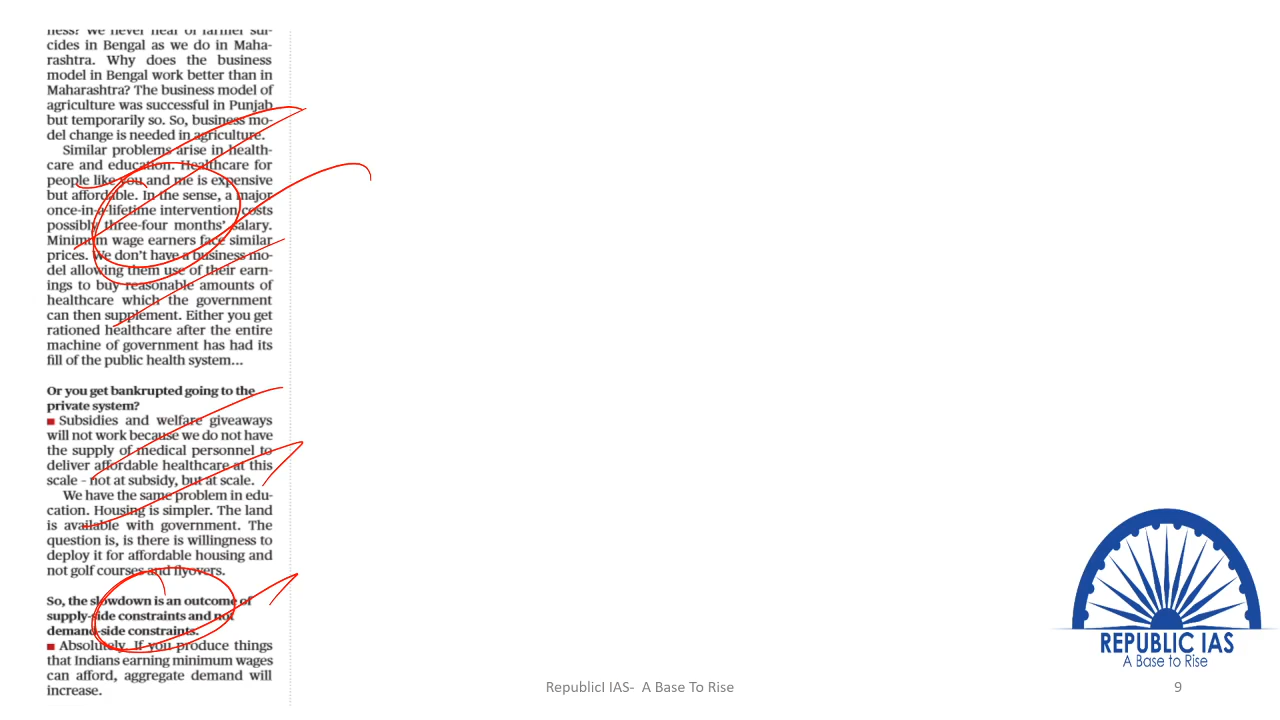 ness? We never hear of farmer sui-
cides in Bengal as we do in Maha-
rashtra. Why does the business
model in Bengal work better than in
Maharashtra? The business model of
agriculture was successful in Punjab
but temporarily so. So, business mo-
del change is needed in agriculture.
Similar problems arise in health-
care and education. Healthcare for
people like you and me is expensive
but affordable. In the sense, a major
once-in-a-lifetime intervention costs
possibly three-four months' salary.
Minimum wage earners face similar
prices. We don't have a business mo-
del allowing them use of their earn-
ings to buy reasonable amounts of
healthcare which the government
can then supplement. Either you get
rationed healthcare after the entire
machine of government has had its
fill of the public health system...
Or you get bankrupted going to the
private system?
Subsidies and welfare giveaways
will not work because we do not have
the supply of medical personnel to
deliver affordable healthcare at this
scale - not at subsidy, but at scale.
We have the same problem in edu-
cation. Housing is simpler. The land
is available with government. The
question is, is there is willingness to
deploy it for affordable housing and
not golf courses and flyovers.
So, the slowdown is an outcome of
supply-side constraints and not
demand-side constraints.
Absolutely. If you produce things
that Indians earning minimum wages
can afford, aggregate demand will
increase.
REPUBLIC IAS
A Base to Rise
RepublicI IAS- A Base To Rise
9